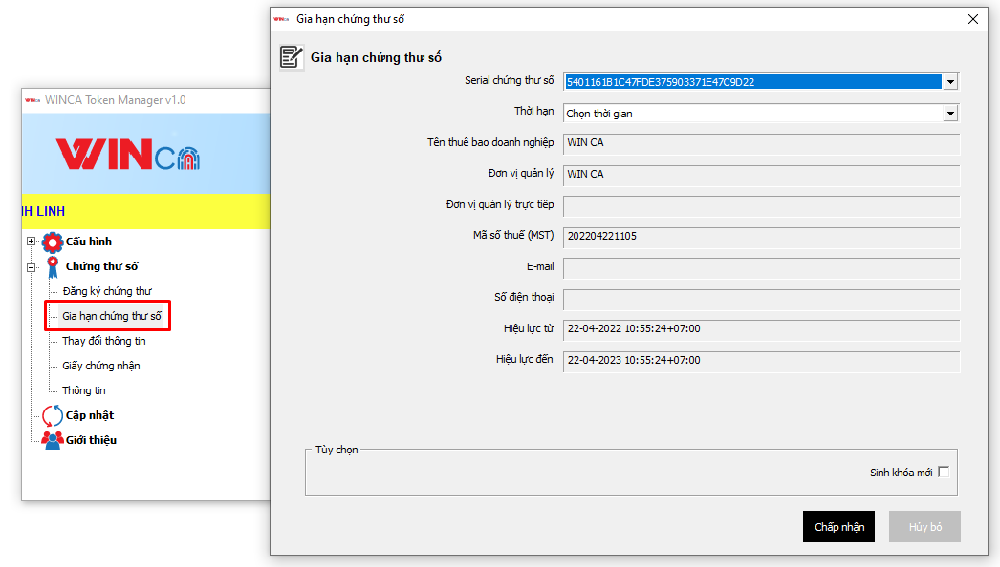 WINCA Gia hạn chứng thư số
Gia hạn chứng thư số
Serial chứng thư số 5401161B1C47FDE375903371E47C9D22
Thời hạn Chọn thời gian
Tên thuê bao doanh nghiệp WIN CA
Đơn vị quản lý WIN CA
Đơn vị quản lý trực tiếp
Mã số thuế (MST) 202204221105
E-mail
Số điện thoại
Hiệu lực từ 22-04-2022 10:55:24+07:00
Hiệu lực đến 22-04-2023 10:55:24+07:00
Tùy chọn
Sinh khóa mới
Chấp nhận Hủy bỏ
WINCA WINCA Token Manager v1.0
WINCA
NH LINH
Cấu hình
Chứng thư số
Đăng ký chứng thư
Gia hạn chứng thư số
Thay đổi thông tin
Giấy chứng nhận
Thông tin
Cập nhật
Giới thiệu